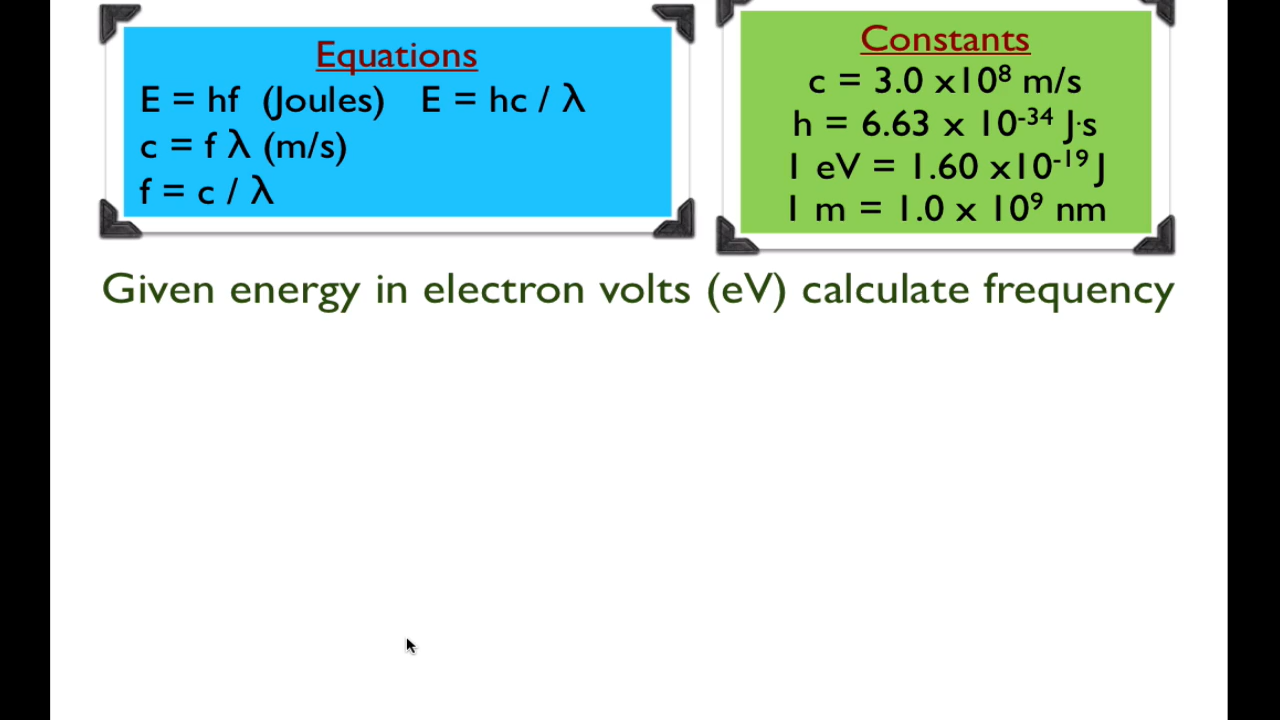 Equations
E = hf (Joules) E = hc / λ
c = f λ (m/s)
f = c / λ
Constants
c = 3.0 x10⁸ m/s
h = 6.63 x 10⁻³⁴ J·s
1 eV = 1.60 x10⁻¹⁹ J
1 m = 1.0 x 10⁹ nm
Given energy in electron volts (eV) calculate frequency